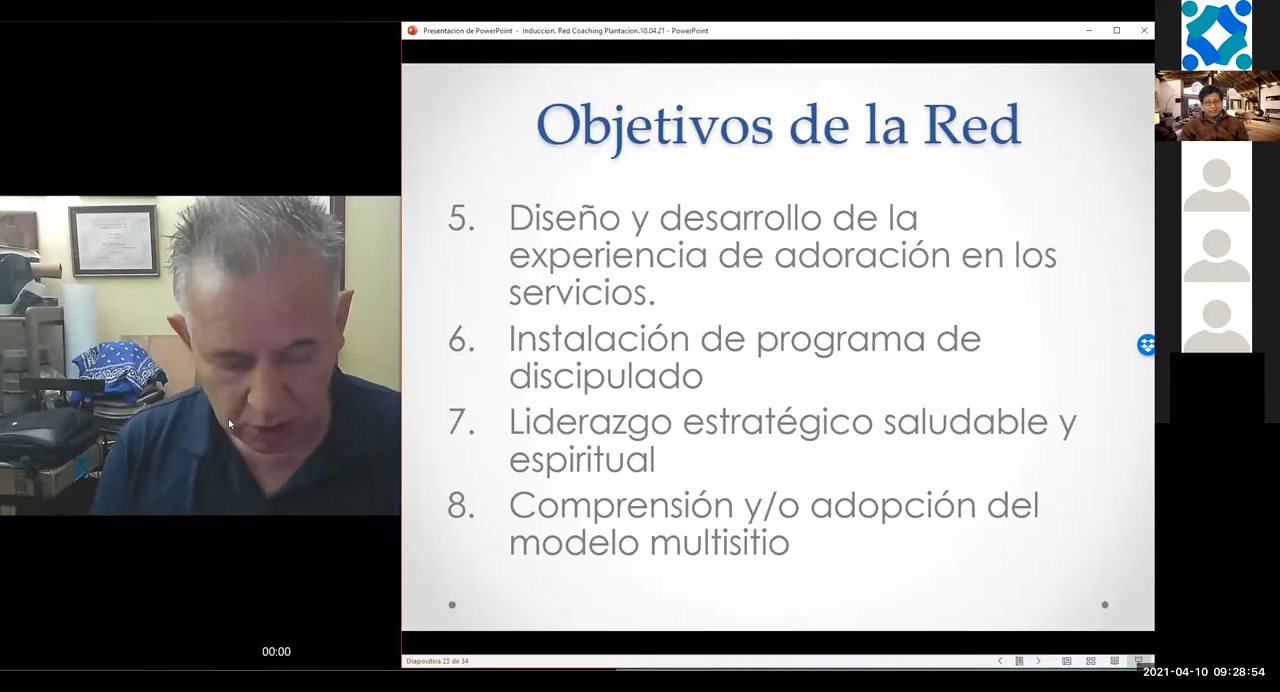 Presentación de PowerPoint - Induccion. Red Coaching Plantacion.10.04.21 - PowerPoint
Objetivos de la Red
5. Diseño y desarrollo de la
experiencia de adoración en los
servicios.
6. Instalación de programa de
discipulado
7. Liderazgo estratégico saludable y
espiritual
8. Comprensión y/o adopción del
modelo multisitio
00:00
Diapositiva 23 de 34
2021-04-10 09:28:54